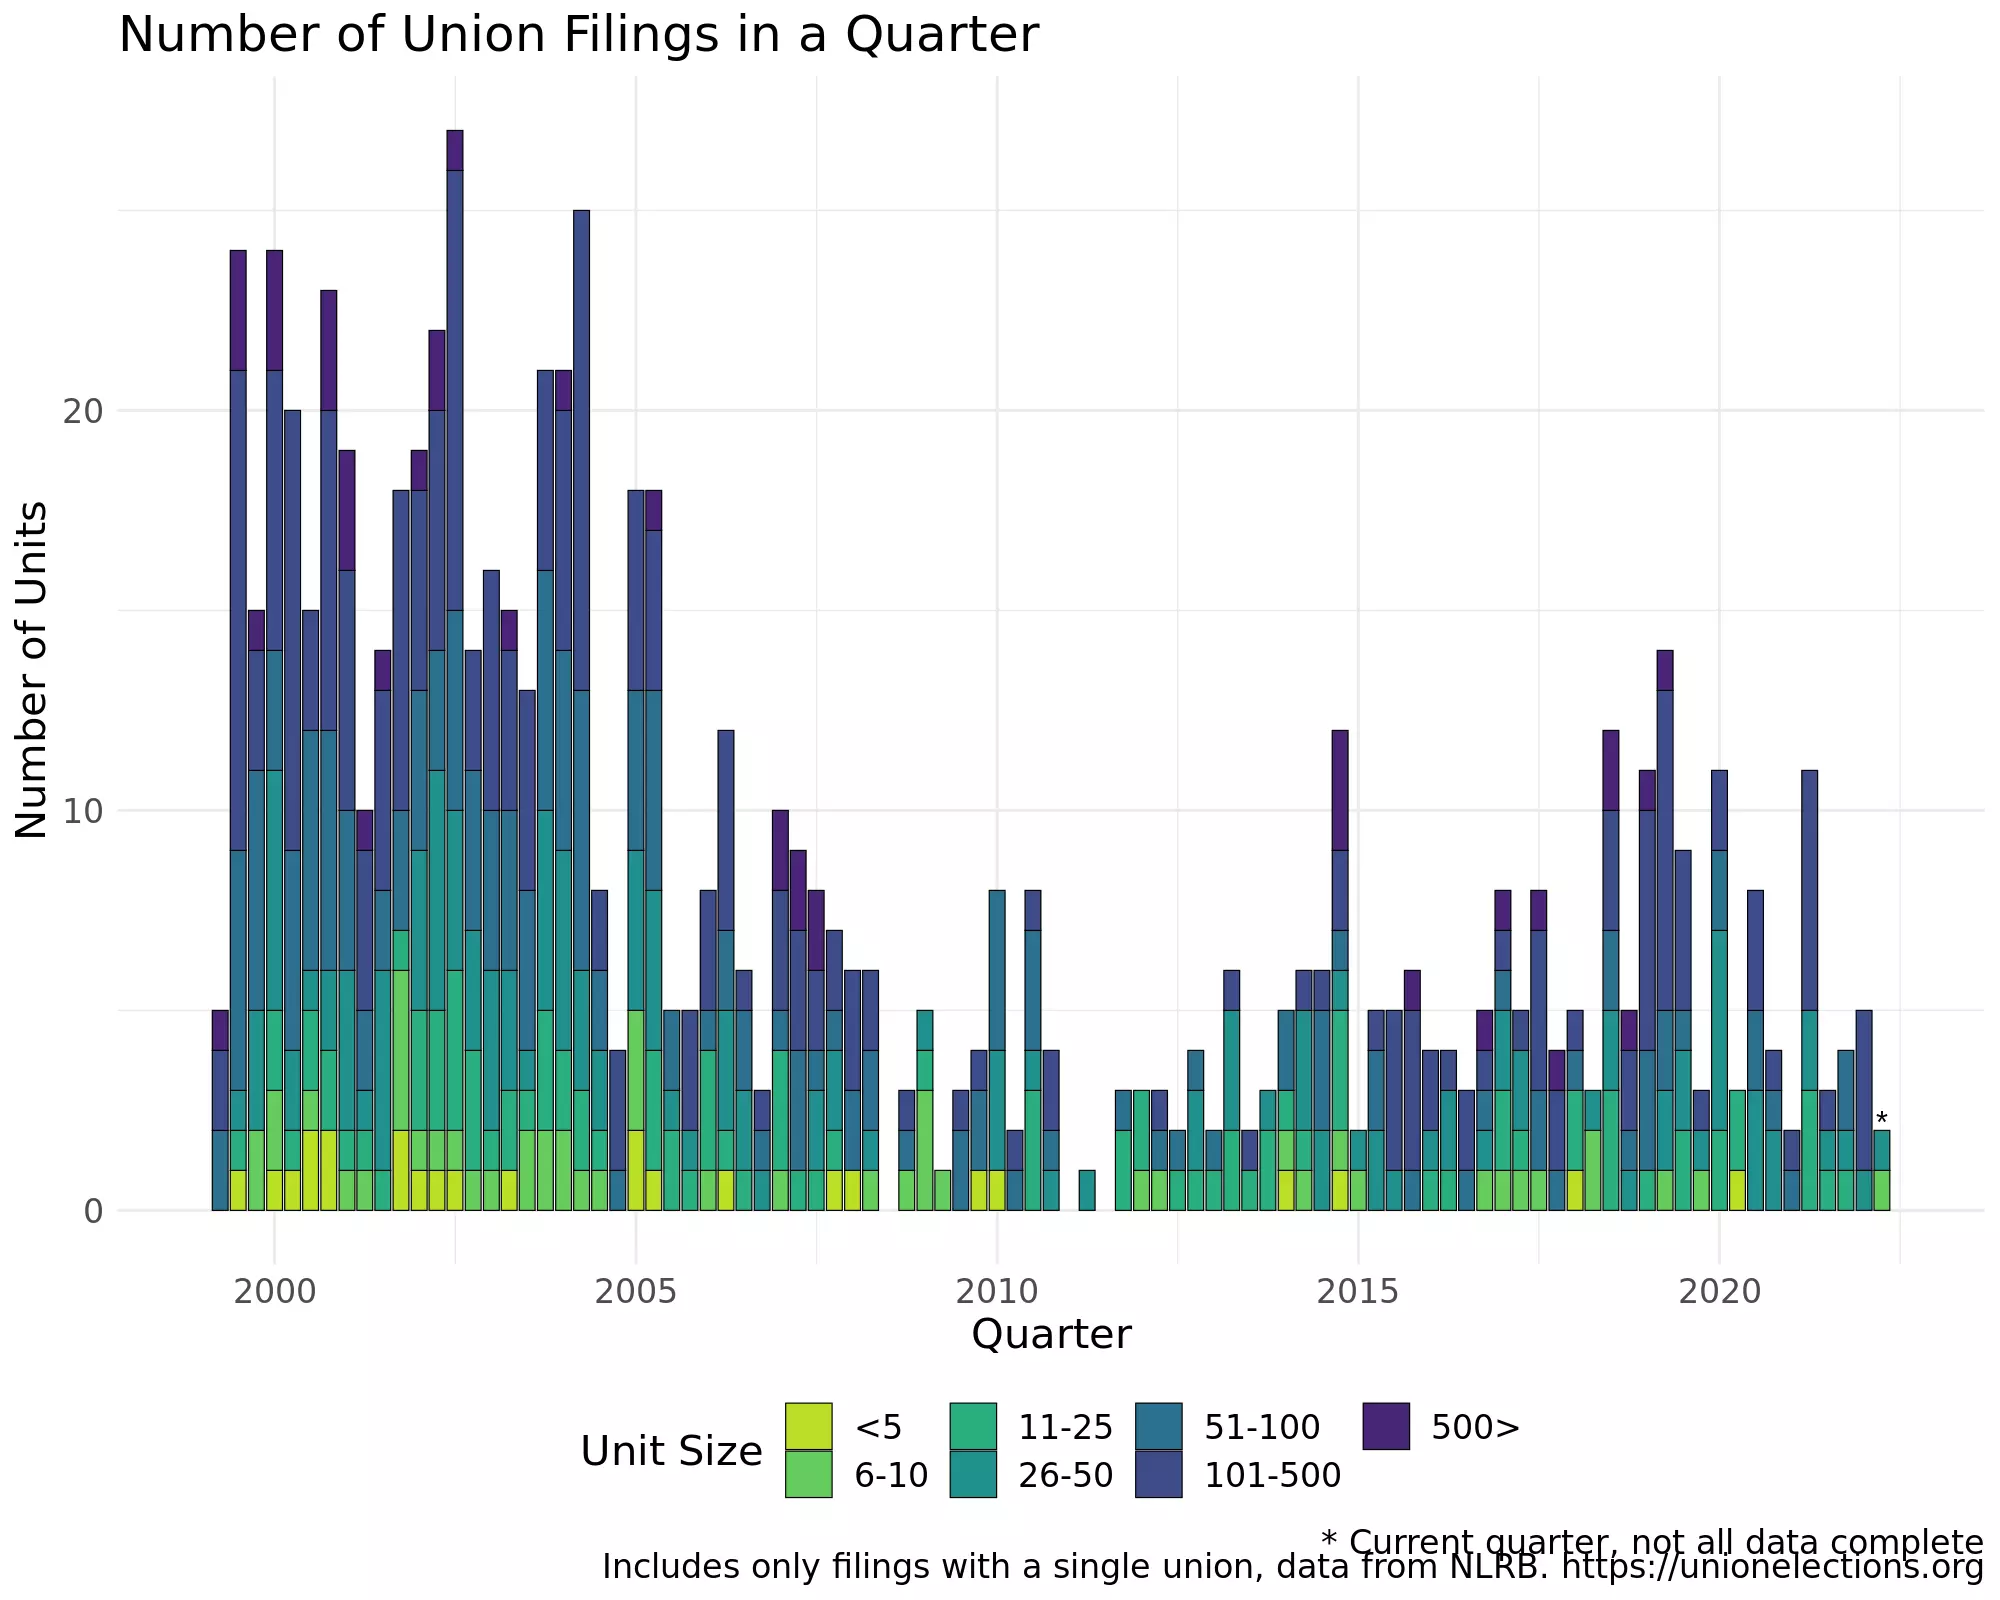 Number of Union Filings in a Quarter
Number of Units
20
10
0
*
2000 2005 2010 2015 2020
Quarter
Unit Size
<5 11-25 51-100 500>
6-10 26-50 101-500
* Current quarter, not all data complete
Includes only filings with a single union, data from NLRB. https://unionelections.org